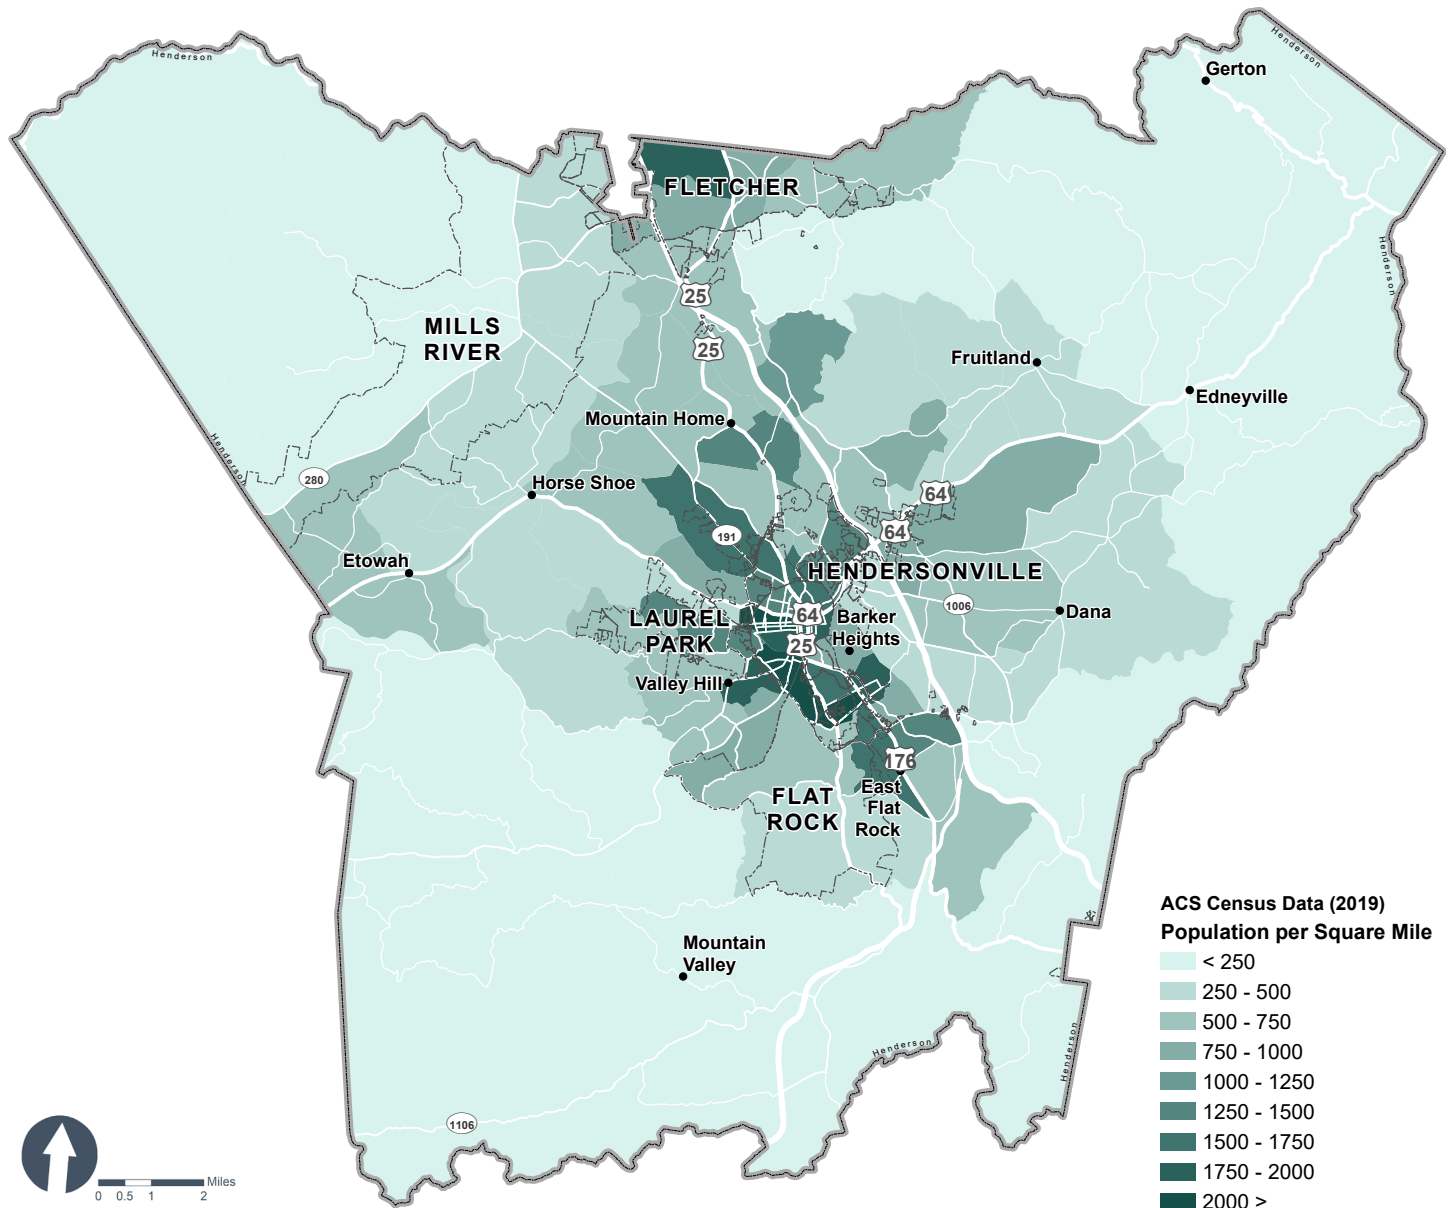 Henderson
Henderson
Gerton
FLETCHER
Henderson
25
MILLS
RIVER
25
Fruitland
Edneyville
Mountain Home
Henderson
280
Horse Shoe
64
191
64
Etowah
HENDERSONVILLE
1006
Dana
LAUREL
PARK
64
Barker
Heights
25
Valley Hill
176
East
Flat
Rock
FLAT
ROCK
Mountain
Valley
Henderson
Henderson
1106
ACS Census Data (2019)
Population per Square Mile
< 250
250 - 500
500 - 750
750 - 1000
1000 - 1250
1250 - 1500
1500 - 1750
1750 - 2000
2000 >
Miles
0 0.5 1 2